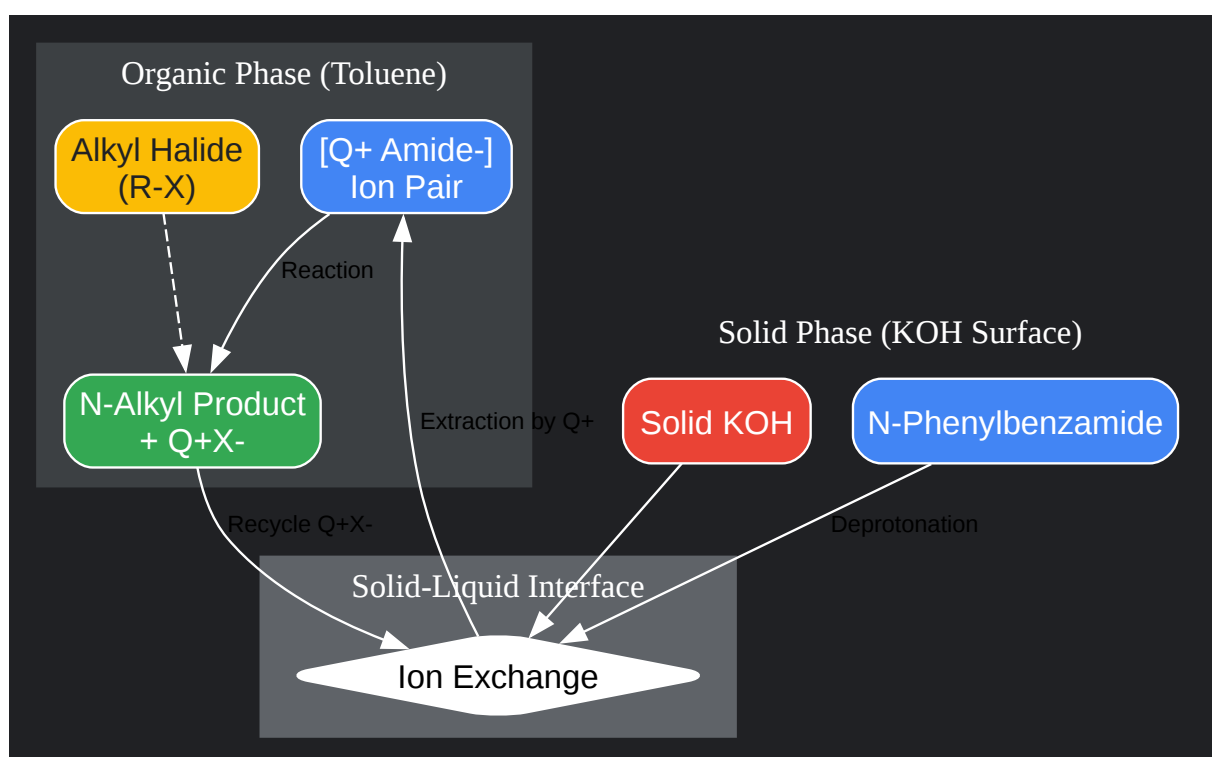 Organic Phase (Toluene)
Alkyl Halide
(R-X)
[Q+ Amide-]
Ion Pair
Reaction
Solid Phase (KOH Surface)
N-Alkyl Product
+ Q+X-
Extraction by Q+
Solid KOH
N-Phenylbenzamide
Recycle Q+X-
Deprotonation
Solid-Liquid Interface
Ion Exchange